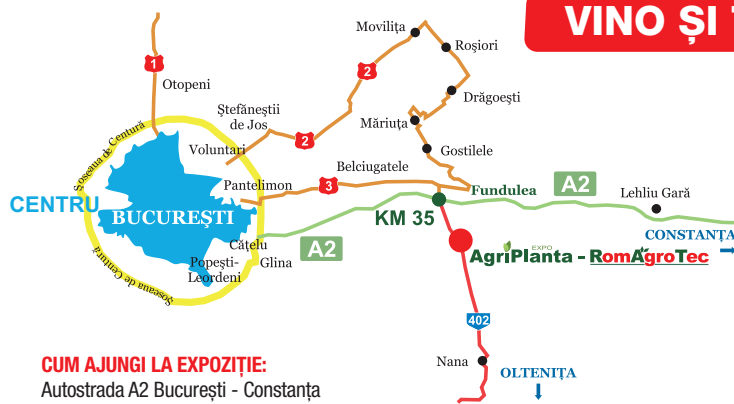 VINO ȘI
Movilița
Roșiori
1
2
Otopeni
Drăgoești
Ștefăneștii
de Jos
Măriuța
2
Șoseaua de Centură
Voluntari
Gostilele
Belciugatele
Pantelimon
3
Fundulea
A2
Lehliu Gară
CENTRU
BUCUREȘTI
KM 35
CONSTANȚA
Cățelu
A2
EXPO
AgriPlanta - RomAgroTec
Popești-
Leordeni
Glina
Șoseaua de Centură
402
Nana
CUM AJUNGI LA EXPOZIȚIE:
OLTENIȚA
Autostrada A2 București - Constanța